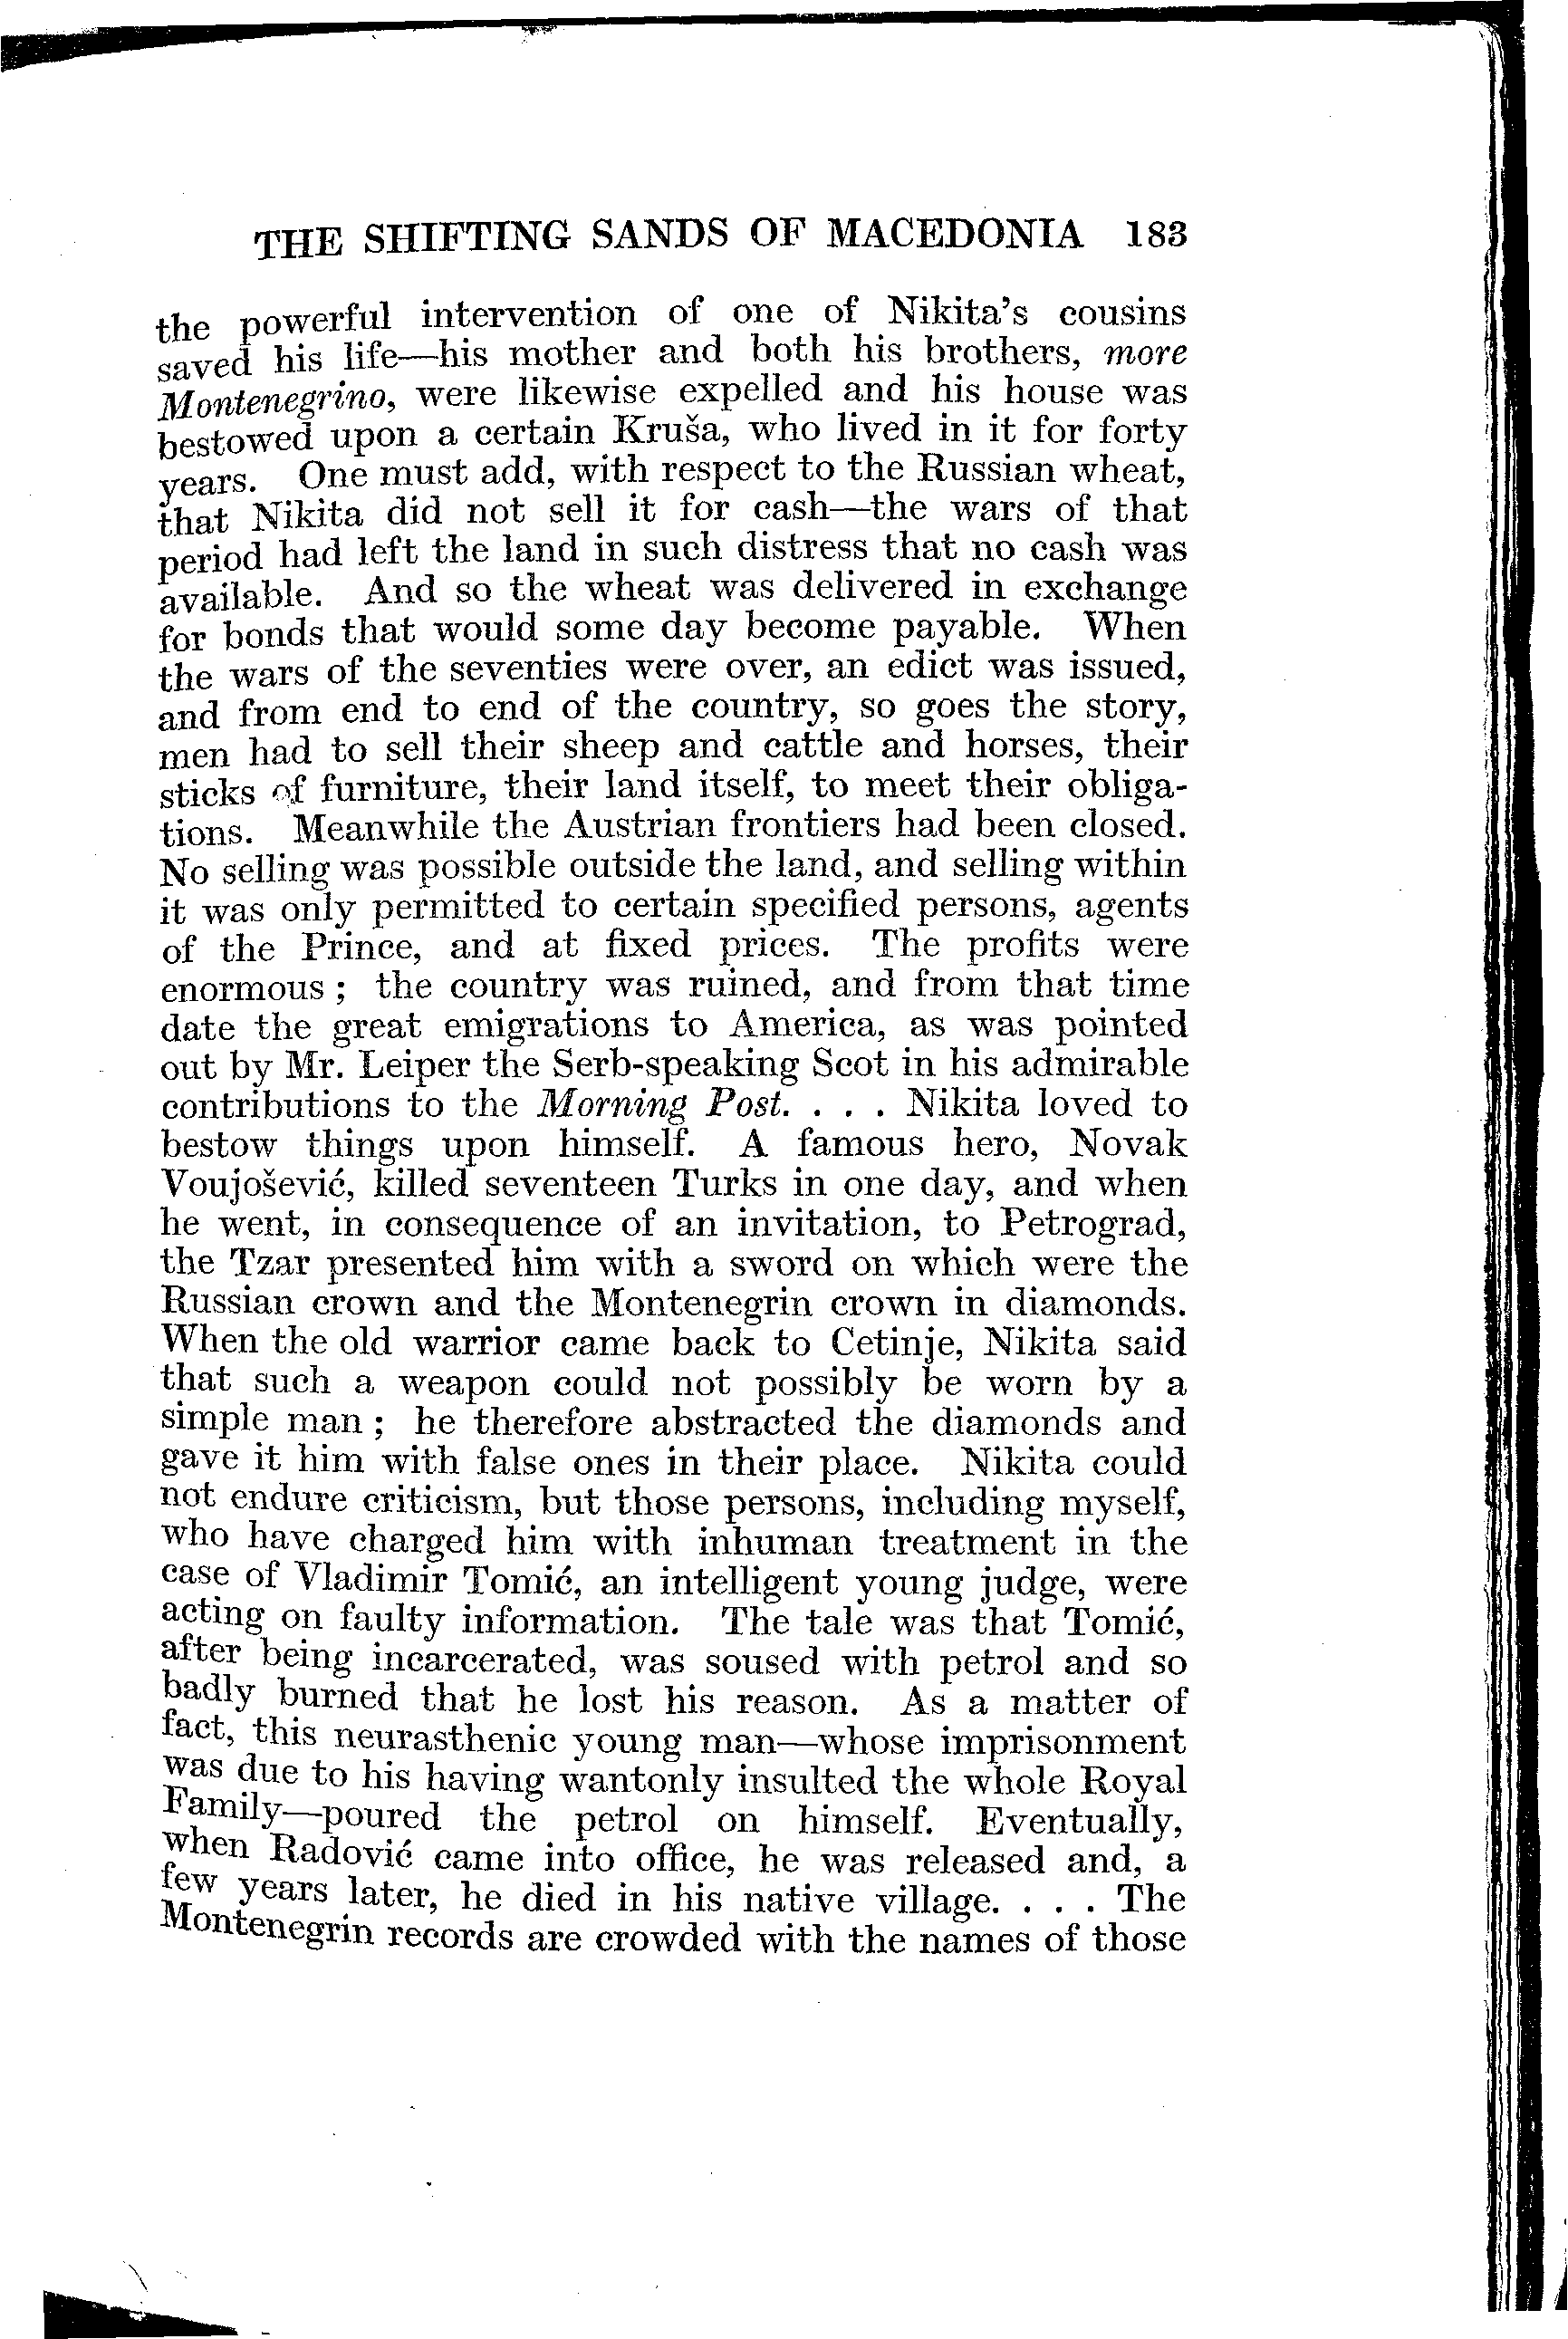 THE SHIFTING SANDS OF MACEDONIA 183
the powerful intervention of one of Nikita's cousins
saved his life—his mother and both his brothers, more
Montenegrino, were likewise expelled and his house was
bestowed upon a certain Kruša, who lived in it for forty
years. One must add, with respect to the Russian wheat,
that Nikita did not sell it for cash—the wars of that
period had left the land in such distress that no cash was
available. And so the wheat was delivered in exchange
for bonds that would some day become payable. When
the wars of the seventies were over, an edict was issued,
and from end to end of the country, so goes the story,
men had to sell their sheep and cattle and horses, their
sticks of furniture, their land itself, to meet their obliga-
tions. Meanwhile the Austrian frontiers had been closed.
No selling was possible outside the land, and selling within
it was only permitted to certain specified persons, agents
of the Prince, and at fixed prices. The profits were
enormous ; the country was ruined, and from that time
date the great emigrations to America, as was pointed
out by Mr. Leiper the Serb-speaking Scot in his admirable
contributions to the Morning Post. . . . Nikita loved to
bestow things upon himself. A famous hero, Novak
Voujošević, killed seventeen Turks in one day, and when
he went, in consequence of an invitation, to Petrograd,
the Tzar presented him with a sword on which were the
Russian crown and the Montenegrin crown in diamonds.
When the old warrior came back to Cetinje, Nikita said
that such a weapon could not possibly be worn by a
simple man ; he therefore abstracted the diamonds and
gave it him with false ones in their place. Nikita could
not endure criticism, but those persons, including myself,
who have charged him with inhuman treatment in the
case of Vladimir Tomić, an intelligent young judge, were
acting on faulty information. The tale was that Tomić,
after being incarcerated, was soused with petrol and so
badly burned that he lost his reason. As a matter of
fact, this neurasthenic young man—whose imprisonment
was due to his having wantonly insulted the whole Royal
Family—poured the petrol on himself. Eventually,
when Radović came into office, he was released and, a
few years later, he died in his native village. . . . The
Montenegrin records are crowded with the names of those